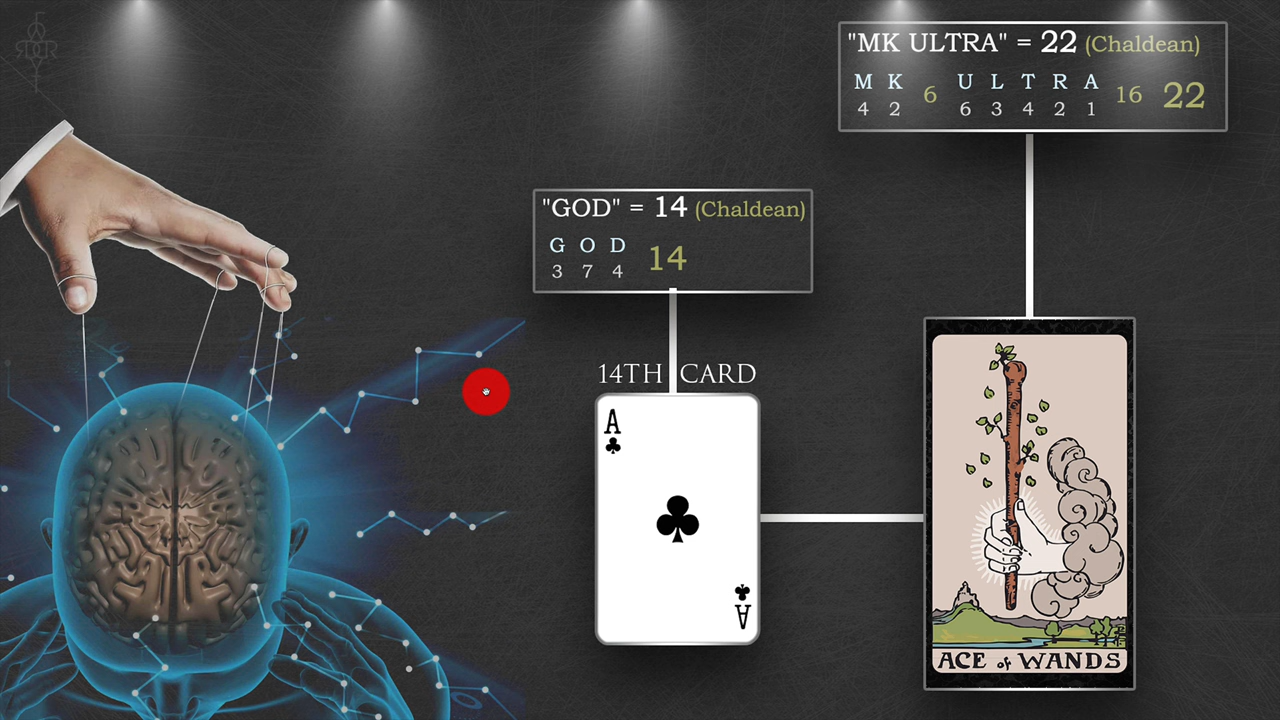 "MK ULTRA" = 22 (Chaldean)
M K 6 U L T R A 16 22
4 2 6 3 4 2 1
"GOD" = 14 (Chaldean)
G O D 14
3 7 4
14TH CARD
A
A
ACE of WANDS